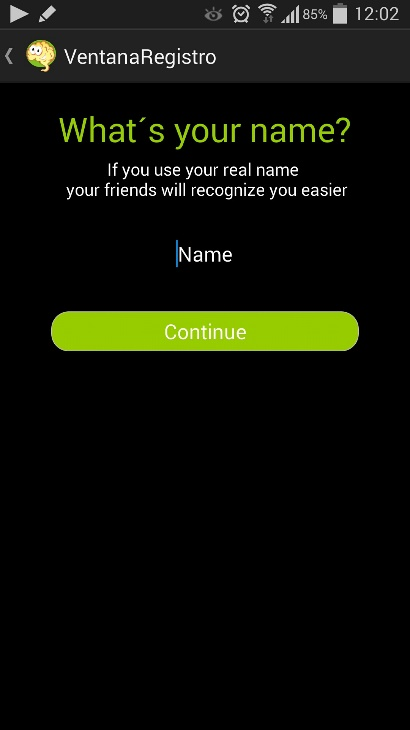 85% 12:02
VentanaRegistro
What´s your name?
If you use your real name
your friends will recognize you easier
Name
Continue